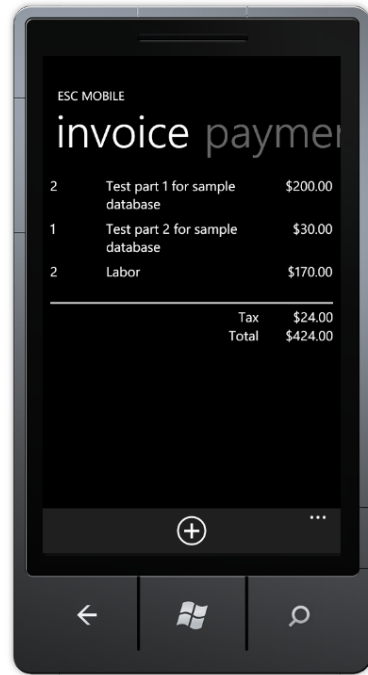 ESC MOBILE
invoice paymen
2 Test part 1 for sample $200.00
database
1 Test part 2 for sample $30.00
database
2 Labor $170.00
Tax $24.00
Total $424.00